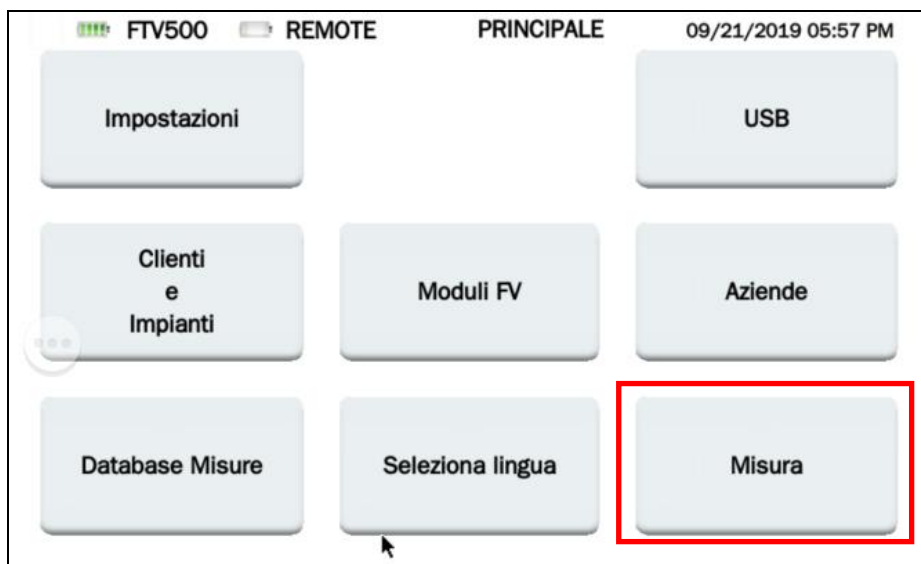 FTV500 REMOTE PRINCIPALE 09/21/2019 05:57 PM
Impostazioni
USB
Clienti
e
Impianti
Moduli FV
Aziende
Database Misure
Seleziona lingua
Misura